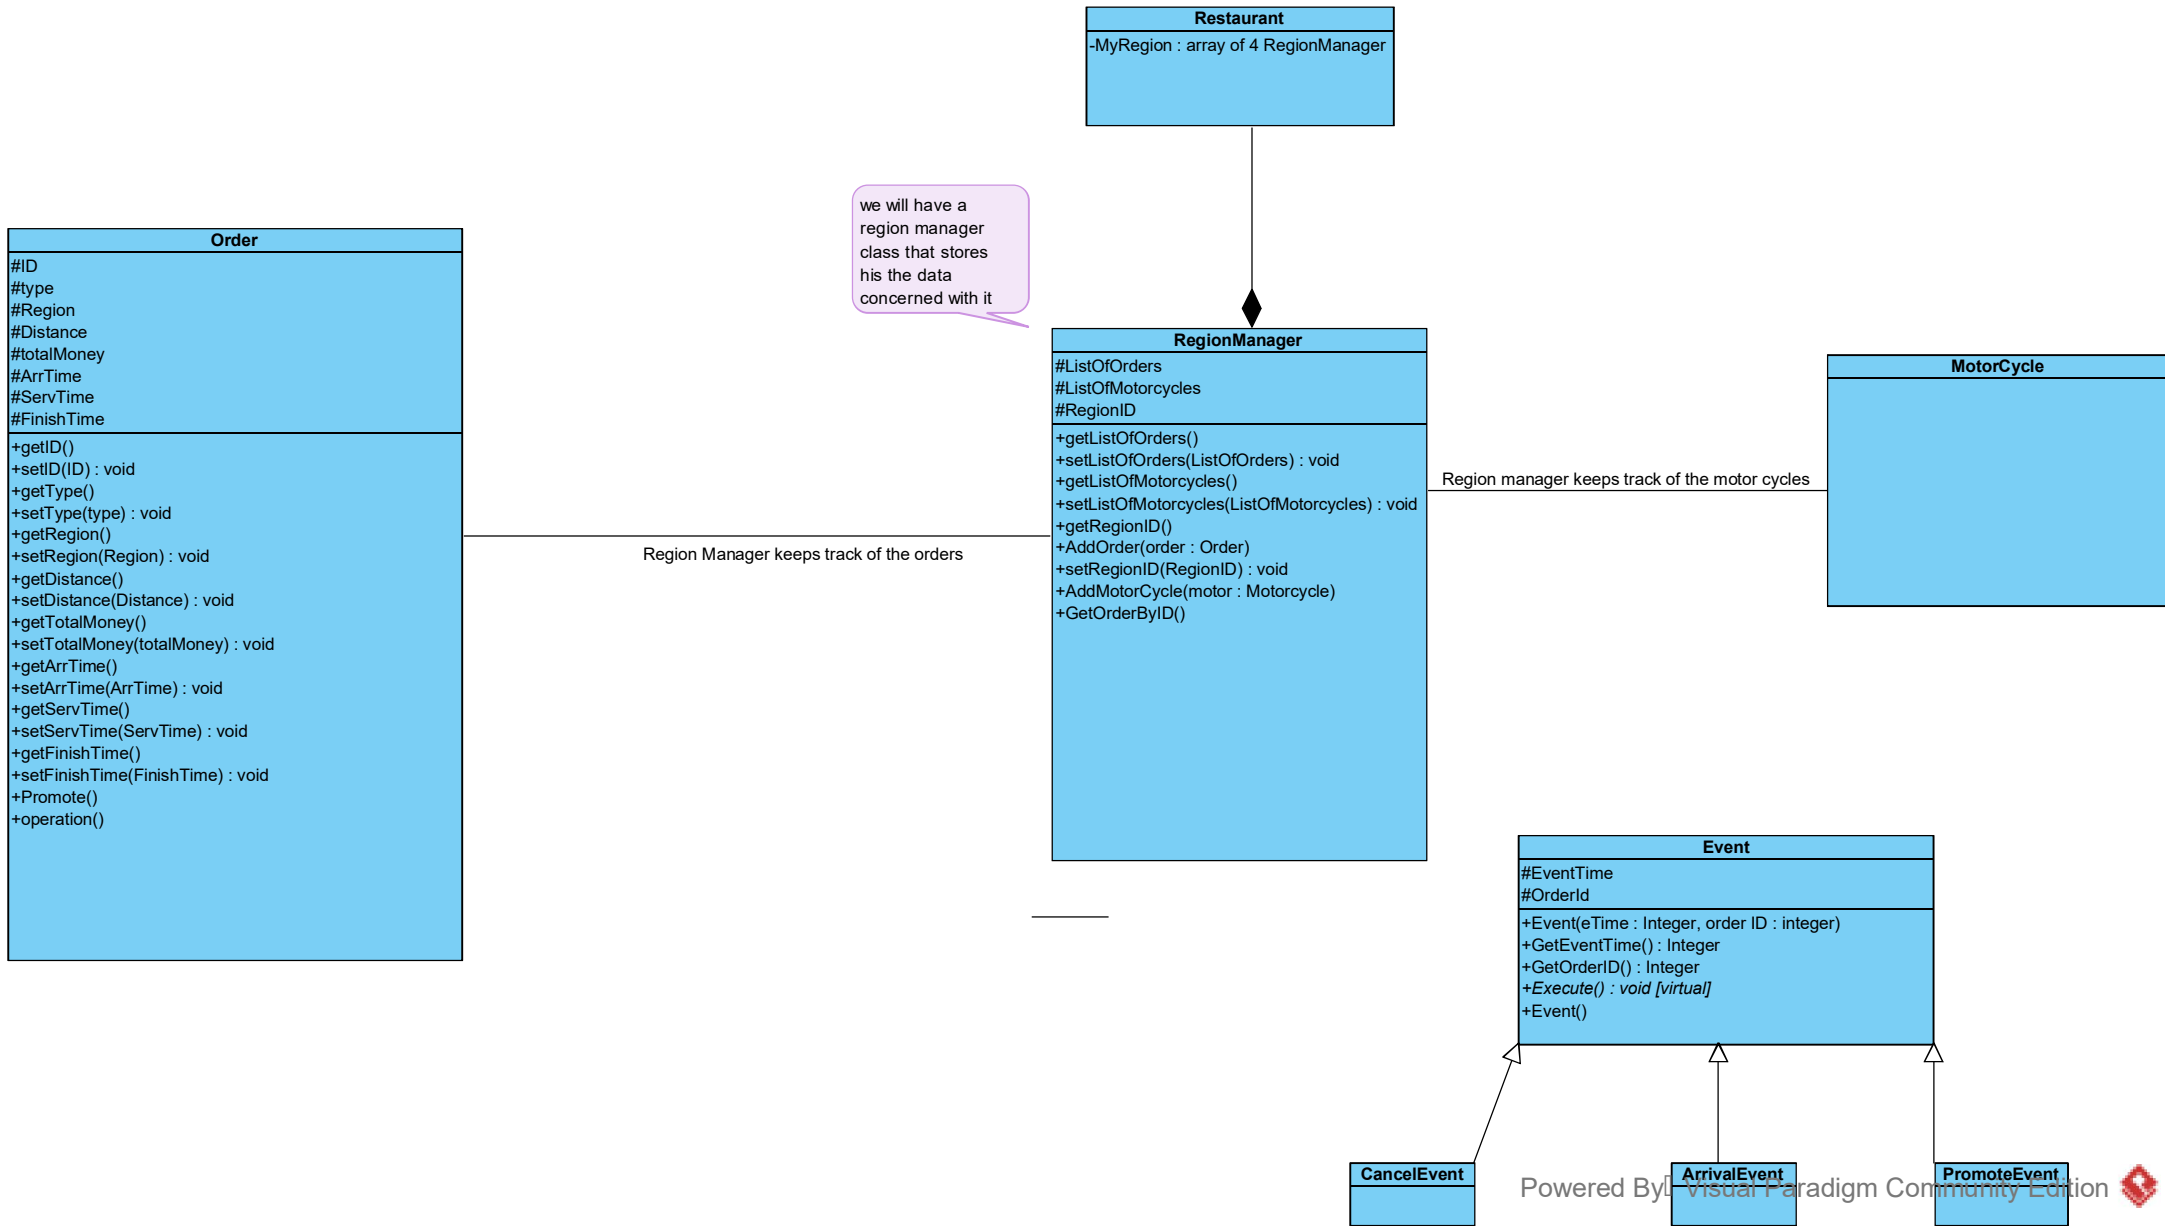 Restaurant
-MyRegion : array of 4 RegionManager
we will have a
region manager
class that stores
his the data
concerned with it
Order
#ID
#type
#Region
#Distance
#totalMoney
#ArrTime
#ServTime
#FinishTime
+getID()
+setID(ID) : void
+getType()
+setType(type) : void
+getRegion()
+setRegion(Region) : void
+getDistance()
+setDistance(Distance) : void
+getTotalMoney()
+setTotalMoney(totalMoney) : void
+getArrTime()
+setArrTime(ArrTime) : void
+getServTime()
+setServTime(ServTime) : void
+getFinishTime()
+setFinishTime(FinishTime) : void
+Promote()
+operation()
Region Manager keeps track of the orders
RegionManager
#ListOfOrders
#ListOfMotorcycles
#RegionID
+getListOfOrders()
+setListOfOrders(ListOfOrders) : void
+getListOfMotorcycles()
+setListOfMotorcycles(ListOfMotorcycles) : void
+getRegionID()
+AddOrder(order : Order)
+setRegionID(RegionID) : void
+AddMotorCycle(motor : Motorcycle)
+GetOrderByID()
Region manager keeps track of the motor cycles
MotorCycle
Event
#EventTime
#OrderId
+Event(eTime : Integer, order ID : integer)
+GetEventTime() : Integer
+GetOrderID() : Integer
+Execute() : void [virtual]
+Event()
CancelEvent
ArrivalEvent
PromoteEvent
Powered By Visual Paradigm Community Edition